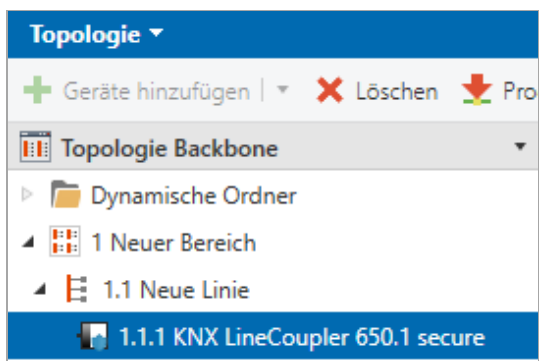 Topologie
Geräte hinzufügen Löschen Pro
Topologie Backbone
Dynamische Ordner
1 Neuer Bereich
1.1 Neue Linie
1.1.1 KNX LineCoupler 650.1 secure